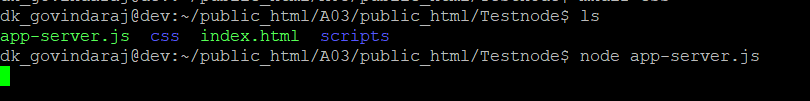 dk_govindaraj@dev:~/public_html/A03/public_html/Testnode$ ls
app-server.js css index.html scripts
dk_govindaraj@dev:~/public_html/A03/public_html/Testnode$ node app-server.js